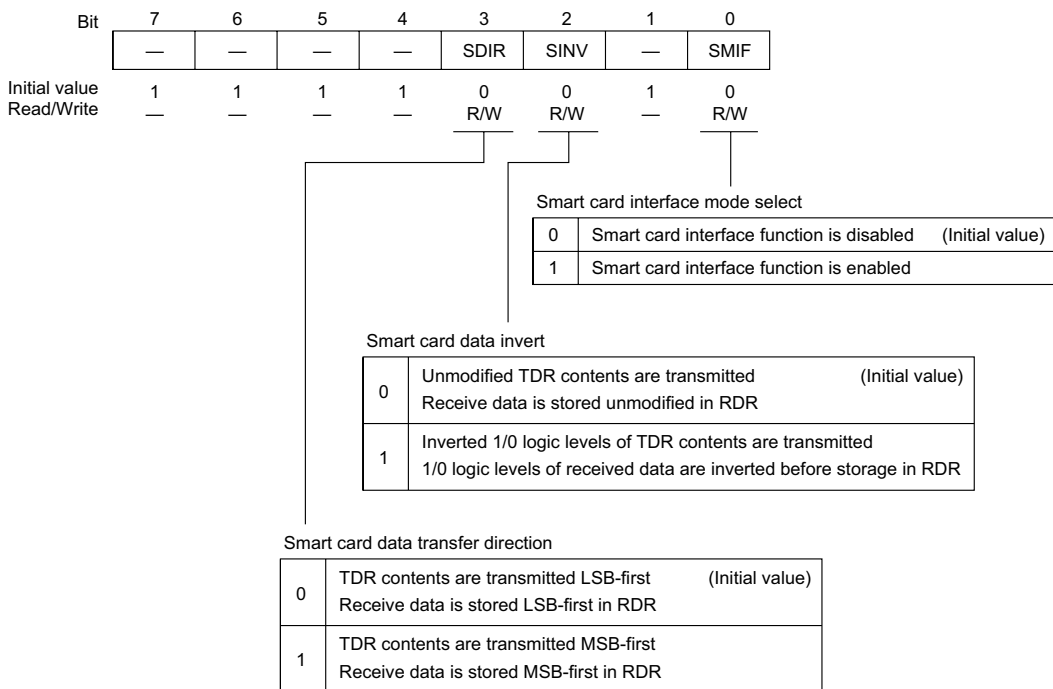 Bit 7 6 5 4 3 2 1 0
— — — — SDIR SINV — SMIF
Initial value 1 1 1 1 0 0 1 0
Read/Write — — — — R/W R/W — R/W
Smart card interface mode select
0 Smart card interface function is disabled (Initial value)
1 Smart card interface function is enabled
Smart card data invert
0 Unmodified TDR contents are transmitted (Initial value)
Receive data is stored unmodified in RDR
1 Inverted 1/0 logic levels of TDR contents are transmitted
1/0 logic levels of received data are inverted before storage in RDR
Smart card data transfer direction
0 TDR contents are transmitted LSB-first (Initial value)
Receive data is stored LSB-first in RDR
1 TDR contents are transmitted MSB-first
Receive data is stored MSB-first in RDR